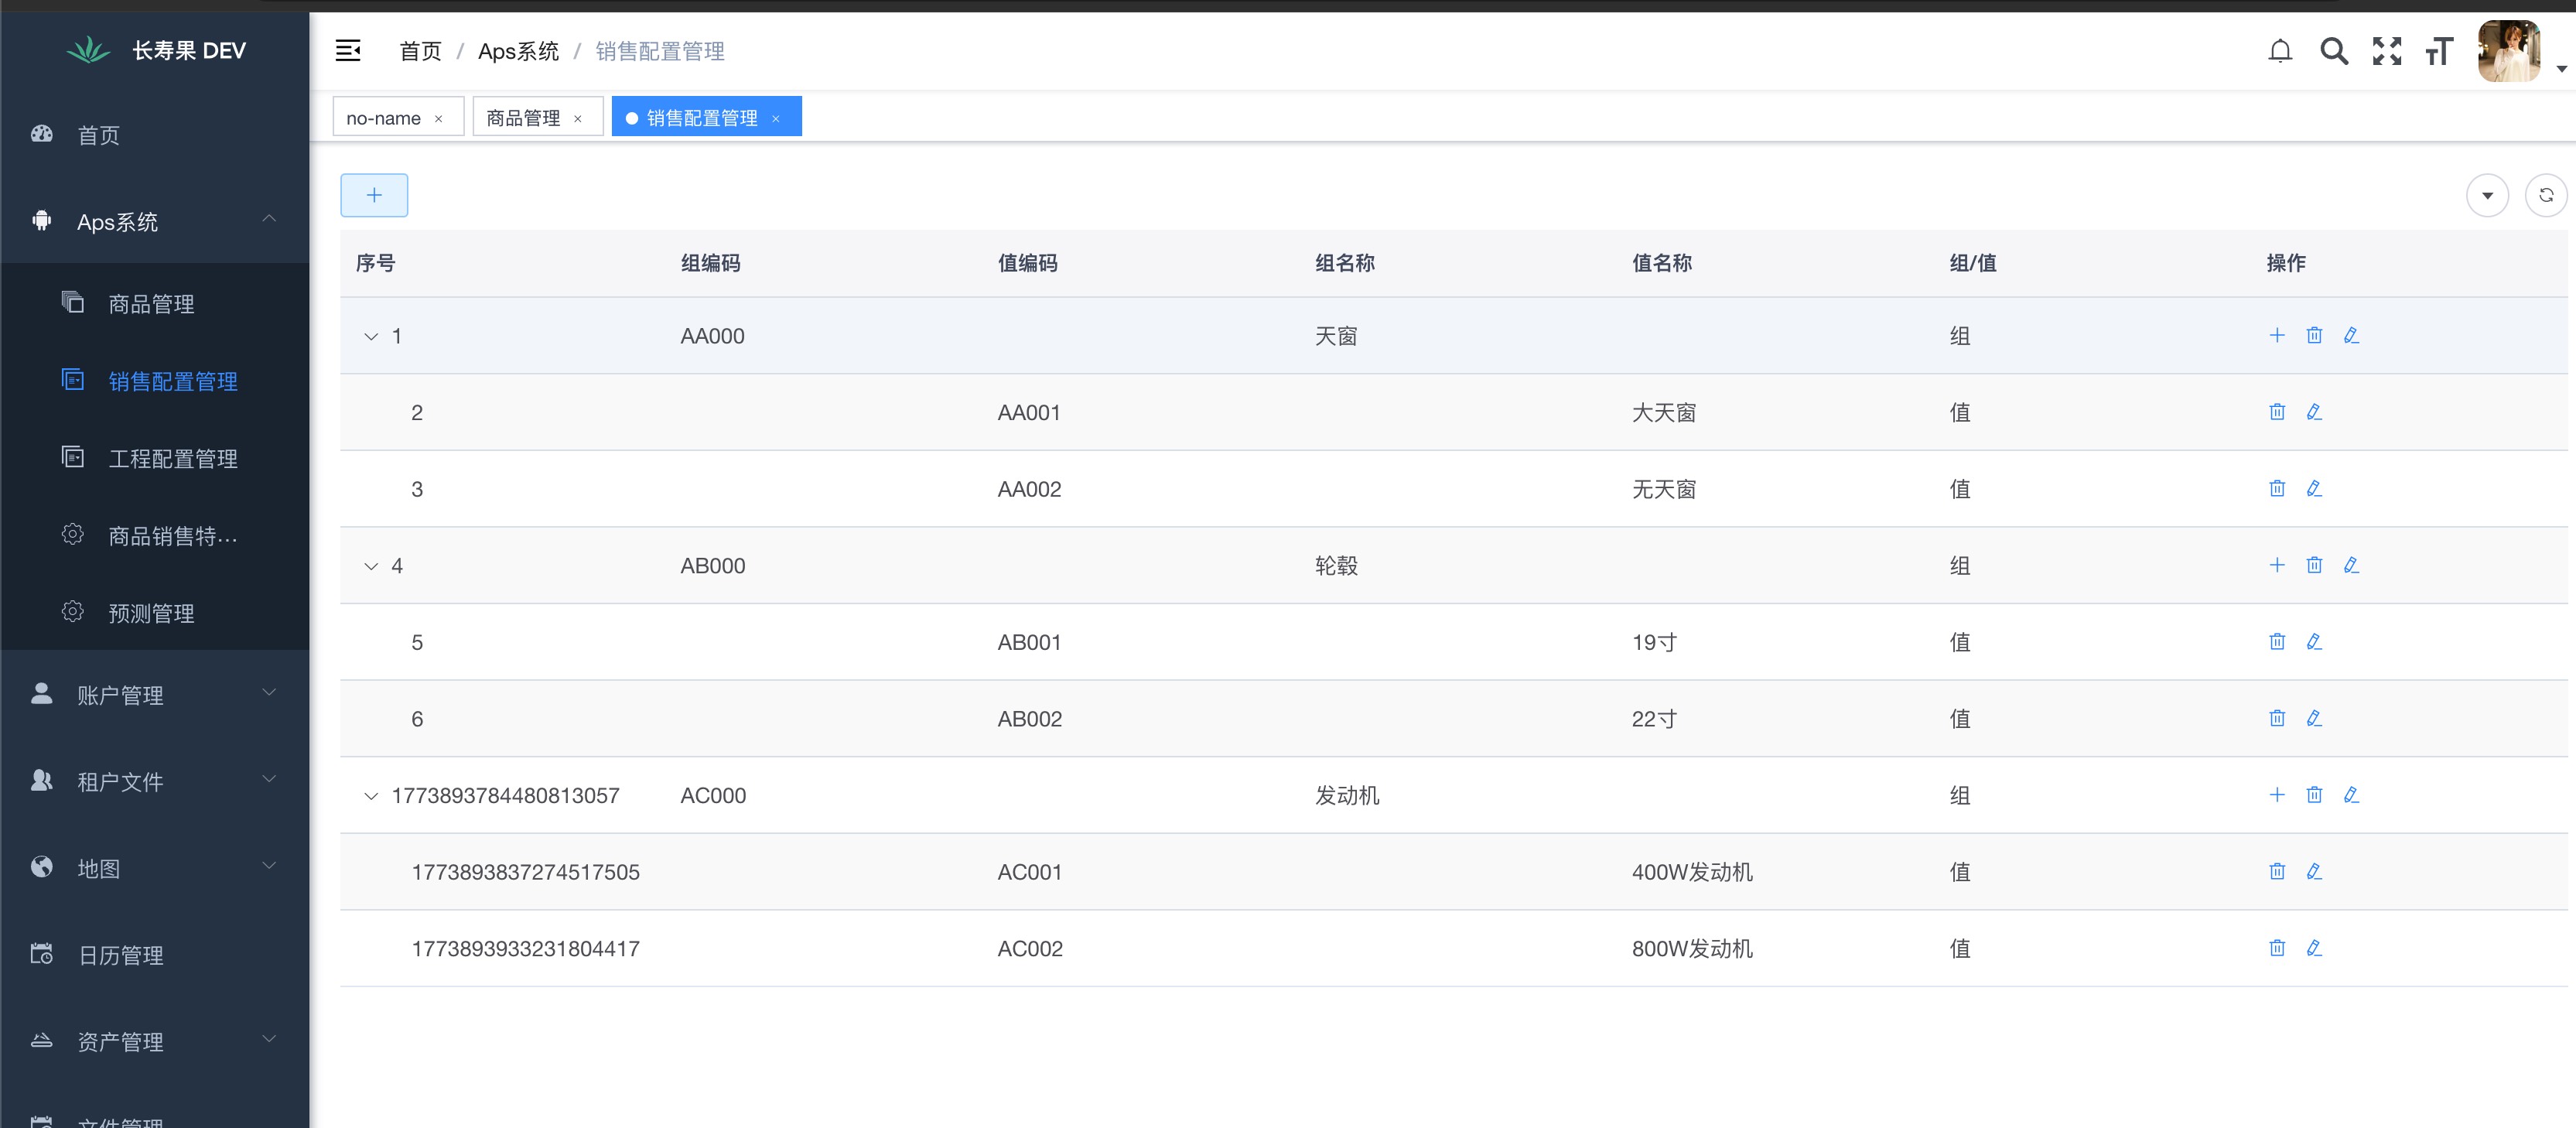 长寿果 DEV
首页 / Aps系统 / 销售配置管理
no-name × 商品管理 × 销售配置管理 ×
首页
Aps系统
商品管理
销售配置管理
工程配置管理
商品销售特...
预测管理
账户管理
租户文件
地图
日历管理
资产管理
文件管理
序号 组编码 值编码 组名称 值名称 组/值 操作
1 AA000 天窗 组
2 AA001 大天窗 值
3 AA002 无天窗 值
4 AB000 轮毂 组
5 AB001 19寸 值
6 AB002 22寸 值
1773893784480813057 AC000 发动机 组
1773893837274517505 AC001 400W发动机 值
1773893933231804417 AC002 800W发动机 值